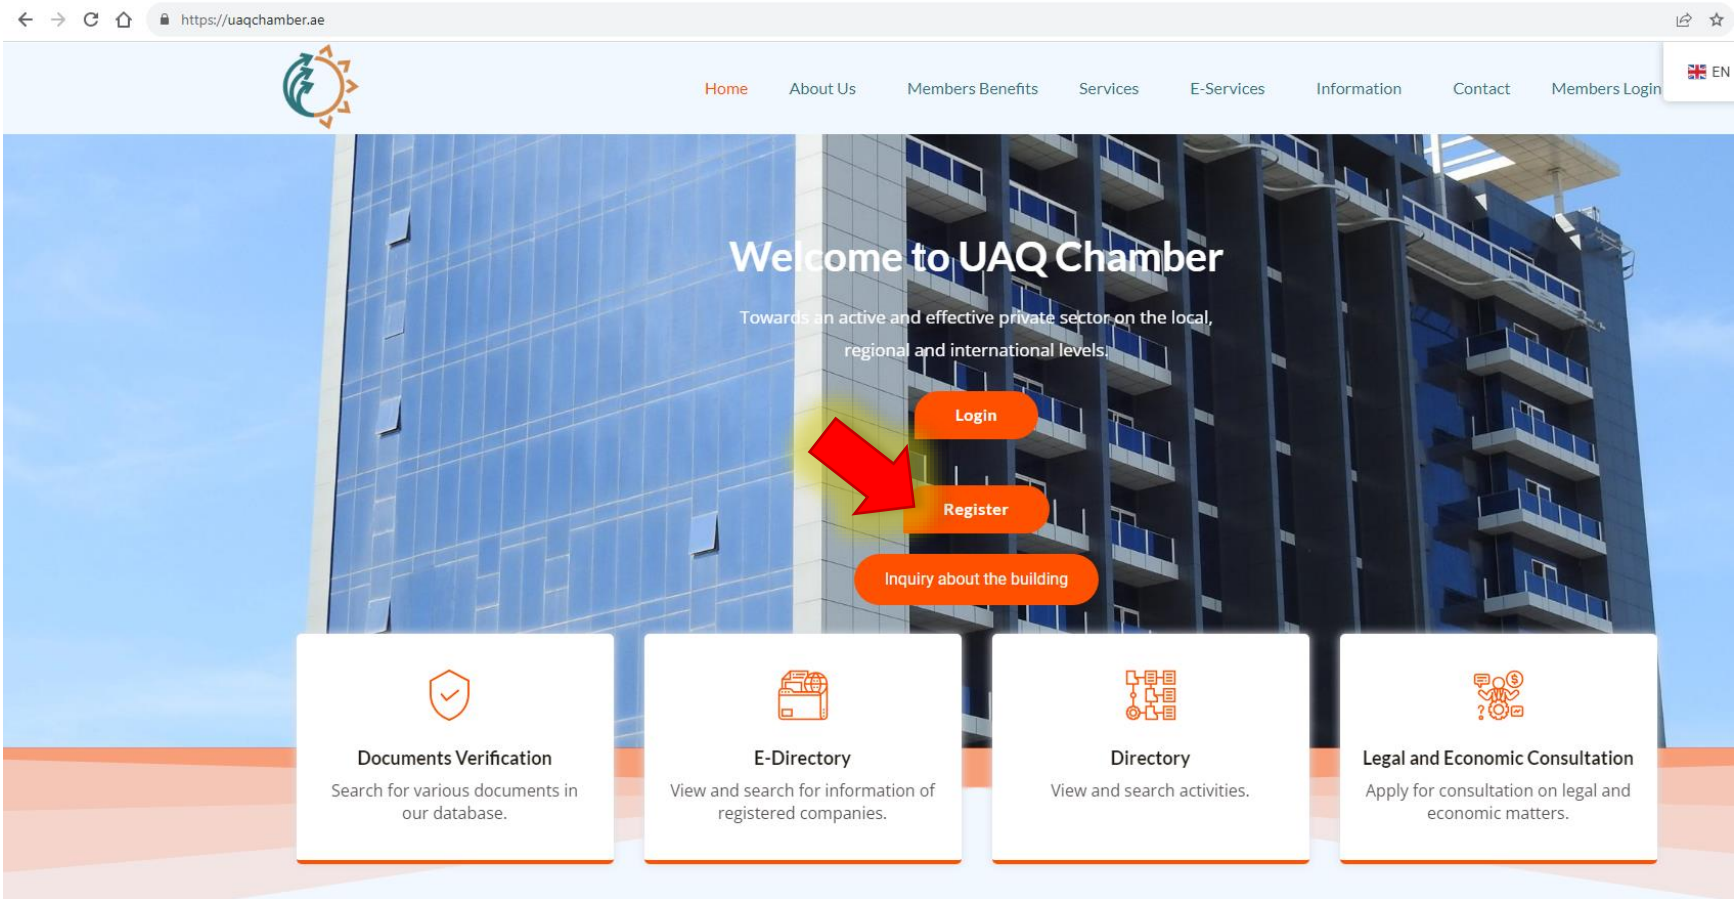 https://uaqchamber.ae
EN
Home About Us Members Benefits Services E-Services Information Contact Members Login
Welcome to UAQ Chamber
Towards an active and effective private sector on the local,
regional and international levels.
Login
Register
Inquiry about the building
Documents Verification
Search for various documents in
our database.
E-Directory
View and search for information of
registered companies.
Directory
View and search activities.
Legal and Economic Consultation
Apply for consultation on legal and
economic matters.